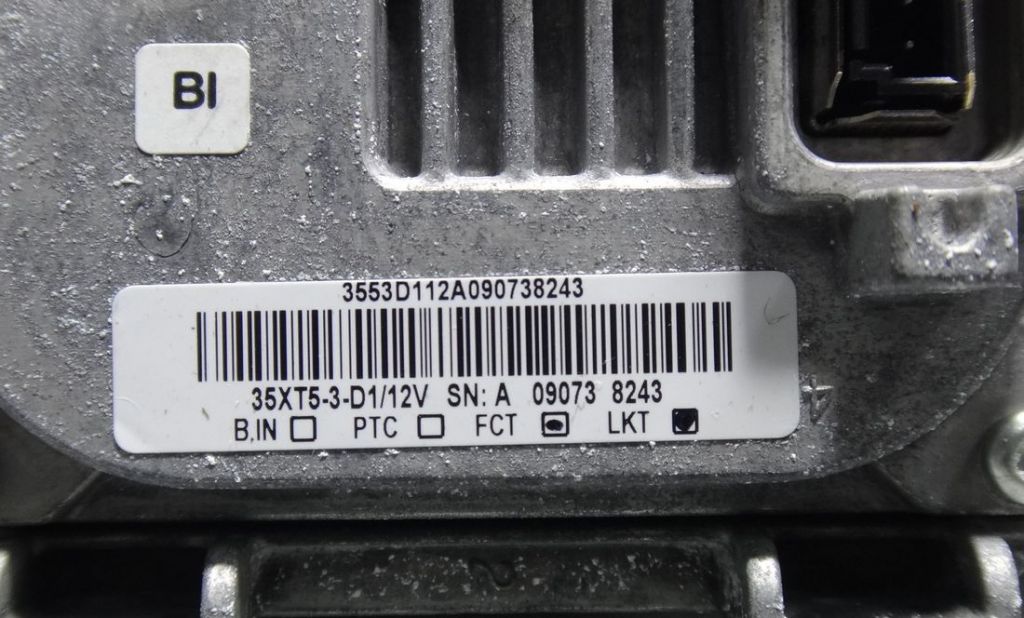 BI
3553D112A090738243
35XT5-3-D1/12V SN: A 09073 8243
B,IN PTC FCT LKT